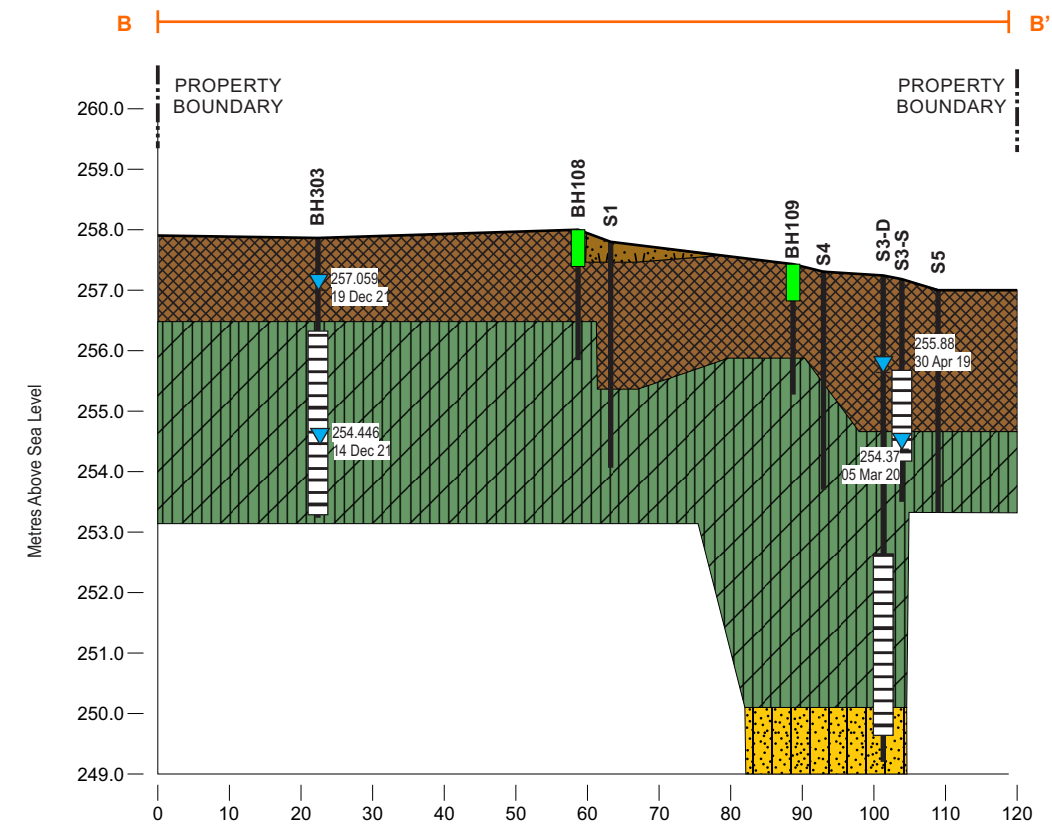 B
B'
PROPERTY
BOUNDARY
PROPERTY
BOUNDARY
260.0
259.0
258.0
257.0
256.0
255.0
254.0
253.0
252.0
251.0
250.0
249.0
Metres Above Sea Level
BH303
BH108
S1
BH109
S4
S3-D
S3-S
S5
257.059
19 Dec 21
254.446
14 Dec 21
255.88
30 Apr 19
254.37
05 Mar 20
0
10
20
30
40
50
60
70
80
90
100
110
120